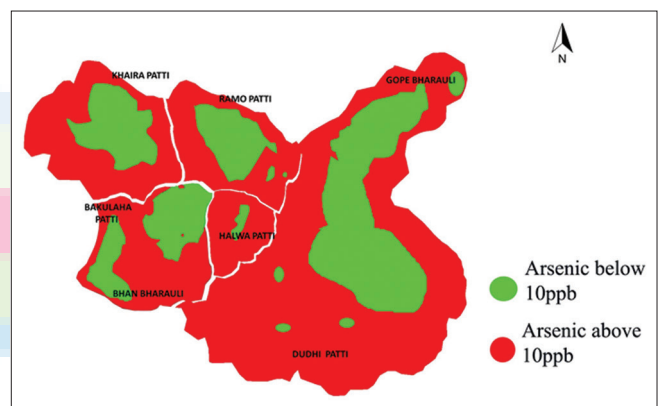 KHAIRA PATTI
RAMO PATTI
GOPE BHARAULI
N
BAKULAHA
PATTI
HALWA PATTI
BHAN BHARAULI
DUDHI PATTI
Arsenic below
10ppb
Arsenic above
10ppb